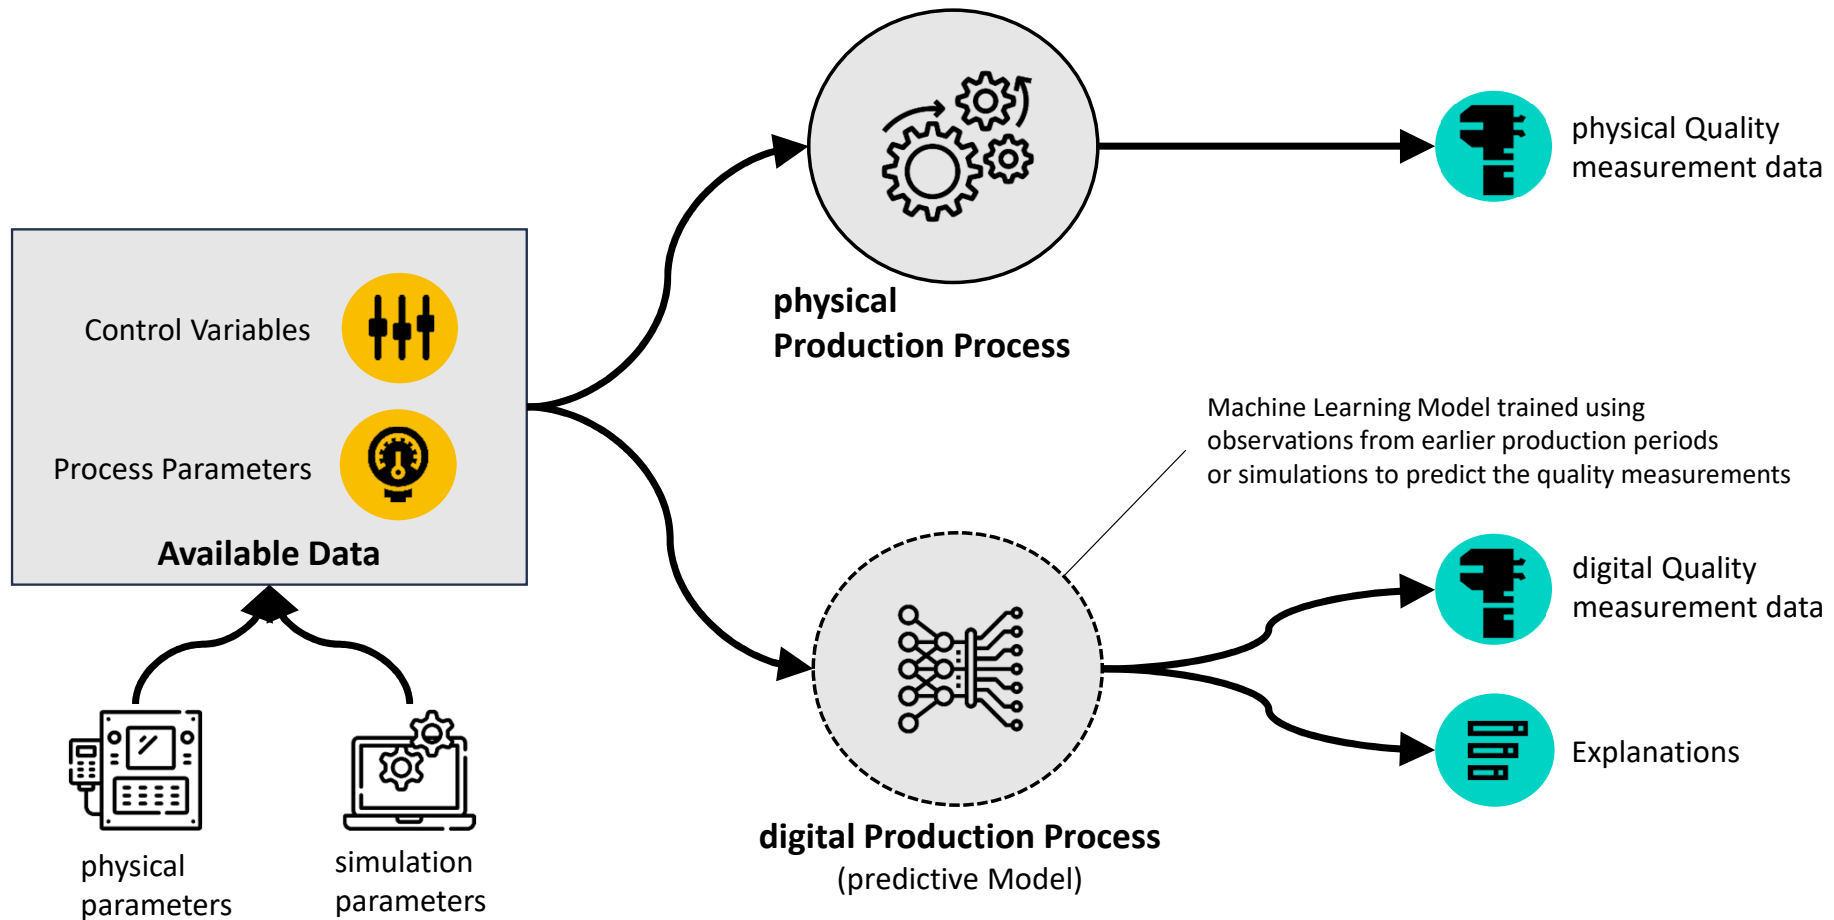 physical Quality
measurement data
physical
Production Process
Control Variables
Process Parameters
Available Data
Machine Learning Model trained using
observations from earlier production periods
or simulations to predict the quality measurements
digital Quality
measurement data
Explanations
digital Production Process
(predictive Model)
physical
parameters
simulation
parameters